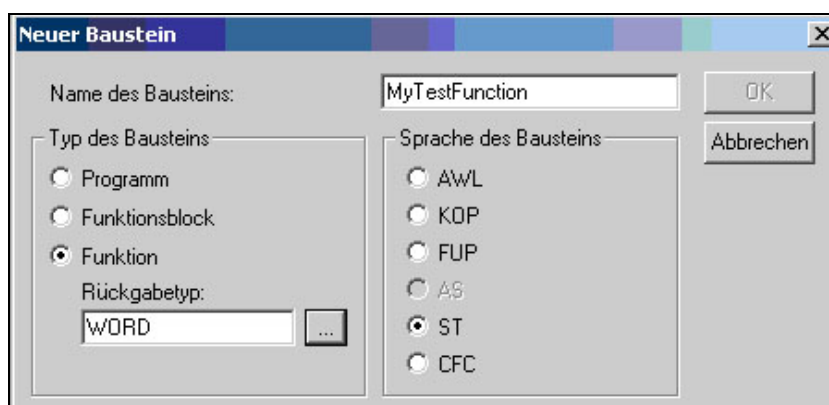 Neuer Baustein
Name des Bausteins: MyTestFunction OK
Abbrechen
Typ des Bausteins
Programm
Funktionsblock
Funktion
Rückgabetyp:
WORD ...
Sprache des Bausteins
AWL
KOP
FUP
AS
ST
CFC